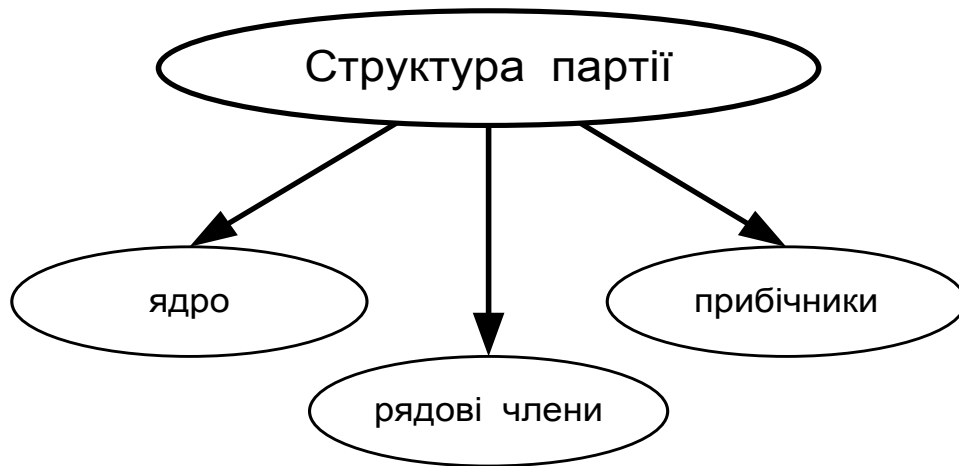 Структура партії
ядро
прибічники
рядові члени